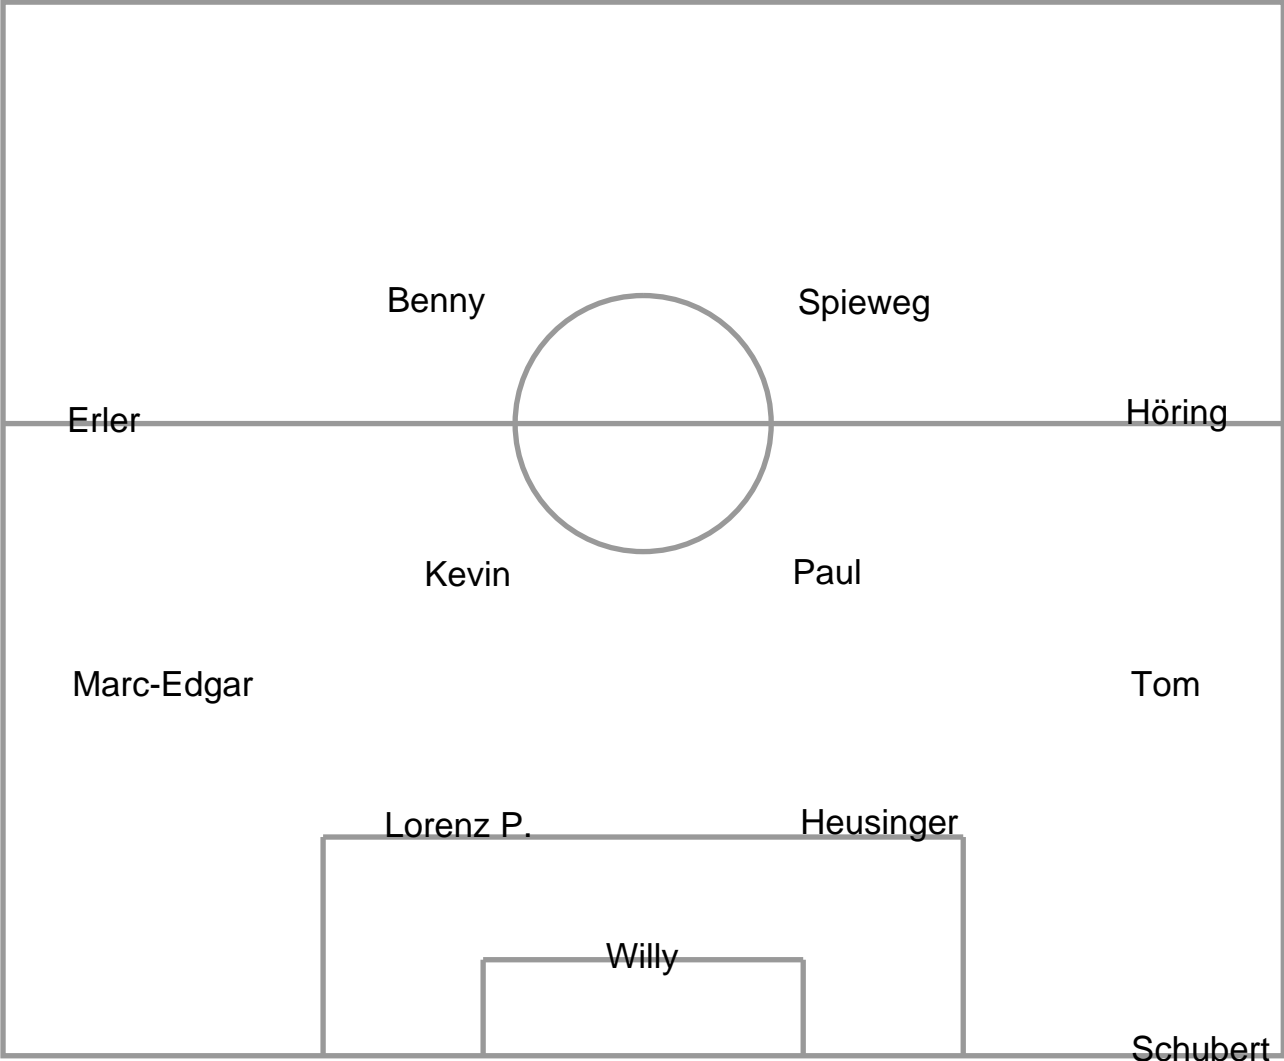 Benny
Spieweg
Erler
Höring
Kevin
Paul
Marc-Edgar
Tom
Lorenz P.
Heusinger
Willy
Schubert